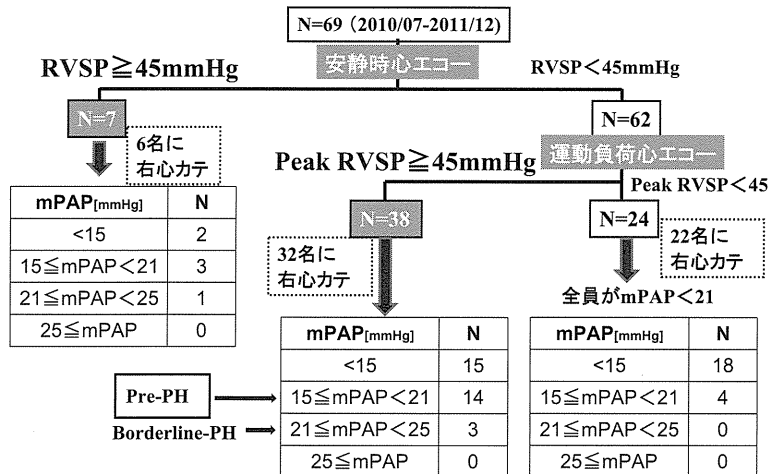 N=69 (2010/07-2011/12)
安静時心エコー
RVSP≧45mmHg
RVSP＜45mmHg
N=7
6名に
右心カテ
N=62
運動負荷心エコー
Peak RVSP≧45mmHg
Peak RVSP＜45
mPAP[mmHg] N
<15 2
15≦mPAP＜21 3
21≦mPAP＜25 1
25≦mPAP 0
N=38
32名に
右心カテ
N=24
22名に
右心カテ
全員がmPAP＜21
mPAP[mmHg] N
<15 15
15≦mPAP＜21 14
21≦mPAP＜25 3
25≦mPAP 0
Pre-PH
Borderline-PH
mPAP[mmHg] N
<15 18
15≦mPAP＜21 4
21≦mPAP＜25 0
25≦mPAP 0